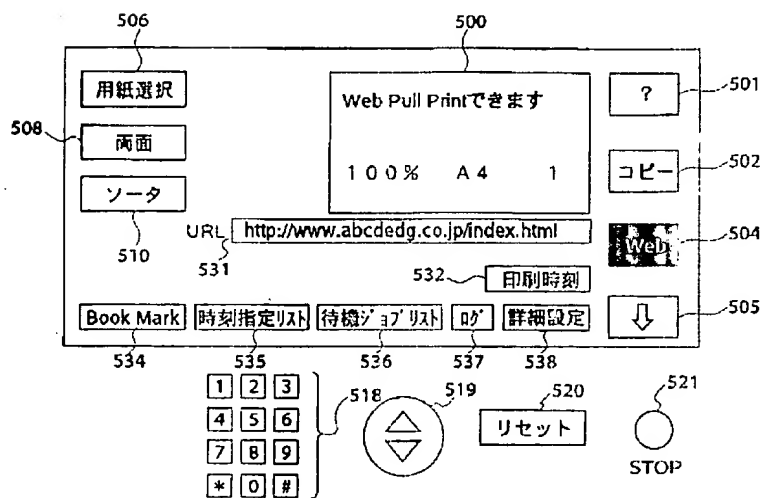 506
500
用紙選択
Web Pull Printできます
?
501
508
両面
100% A4 1
コピー
502
ソータ
510
URL http://www.abcdedg.co.jp/index.html
531
Web
504
532
印刷時刻
Book Mark 時刻指定リスト 待機ジョブリスト ログ 詳細設定
505
534 535 536 537 538
1 2 3
518
519
520
521
4 5 6
リセット
7 8 9
* 0 #
STOP